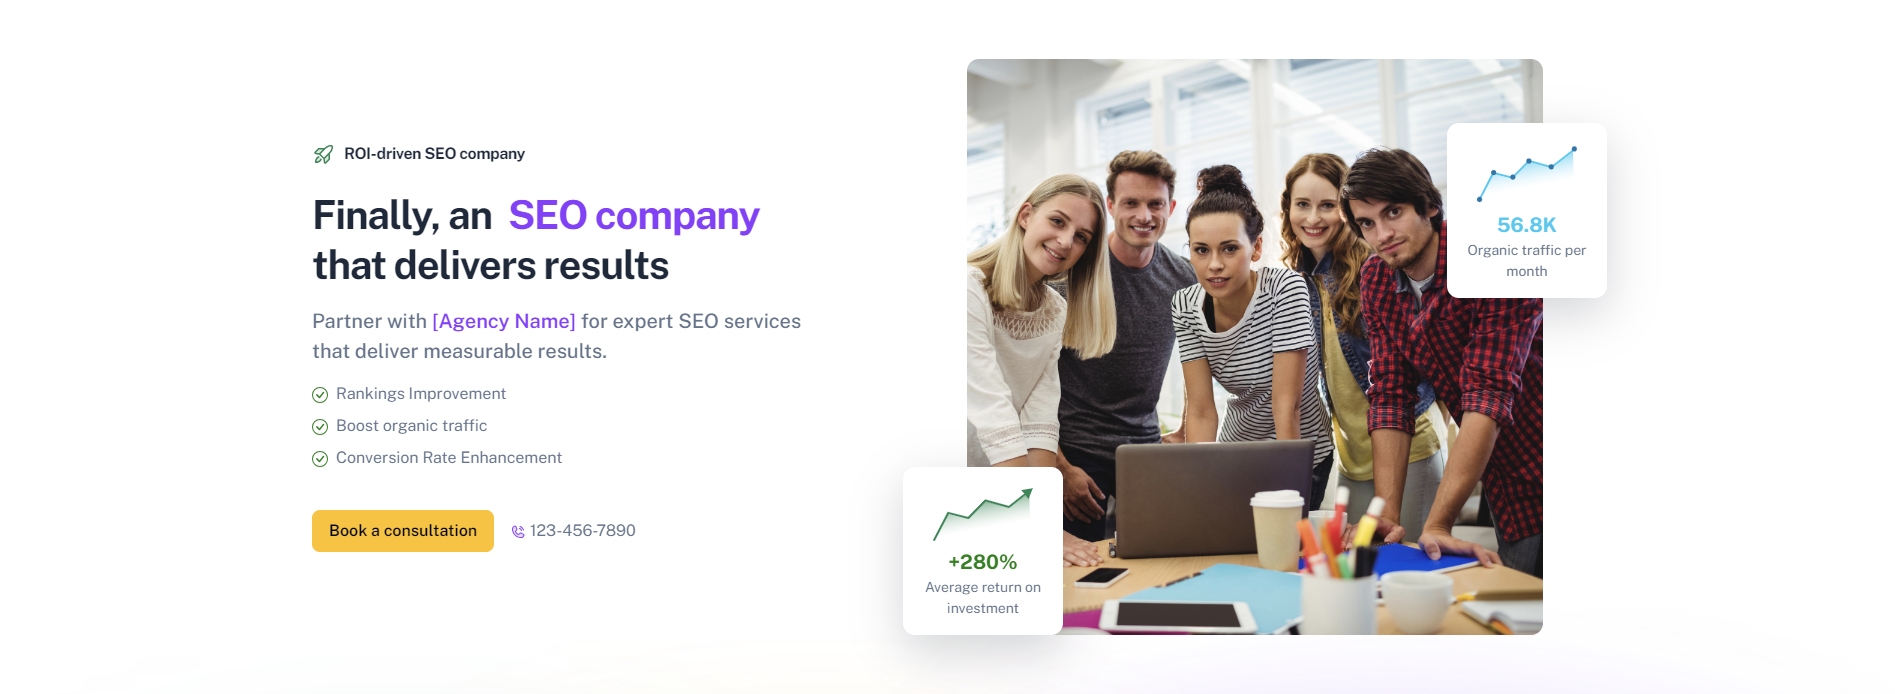 ROI-driven SEO company
Finally, an SEO company
that delivers results
Partner with [Agency Name] for expert SEO services
that deliver measurable results.
Rankings Improvement
Boost organic traffic
Conversion Rate Enhancement
Book a consultation
123-456-7890
56.8K
Organic traffic per
month
+280%
Average return on
investment